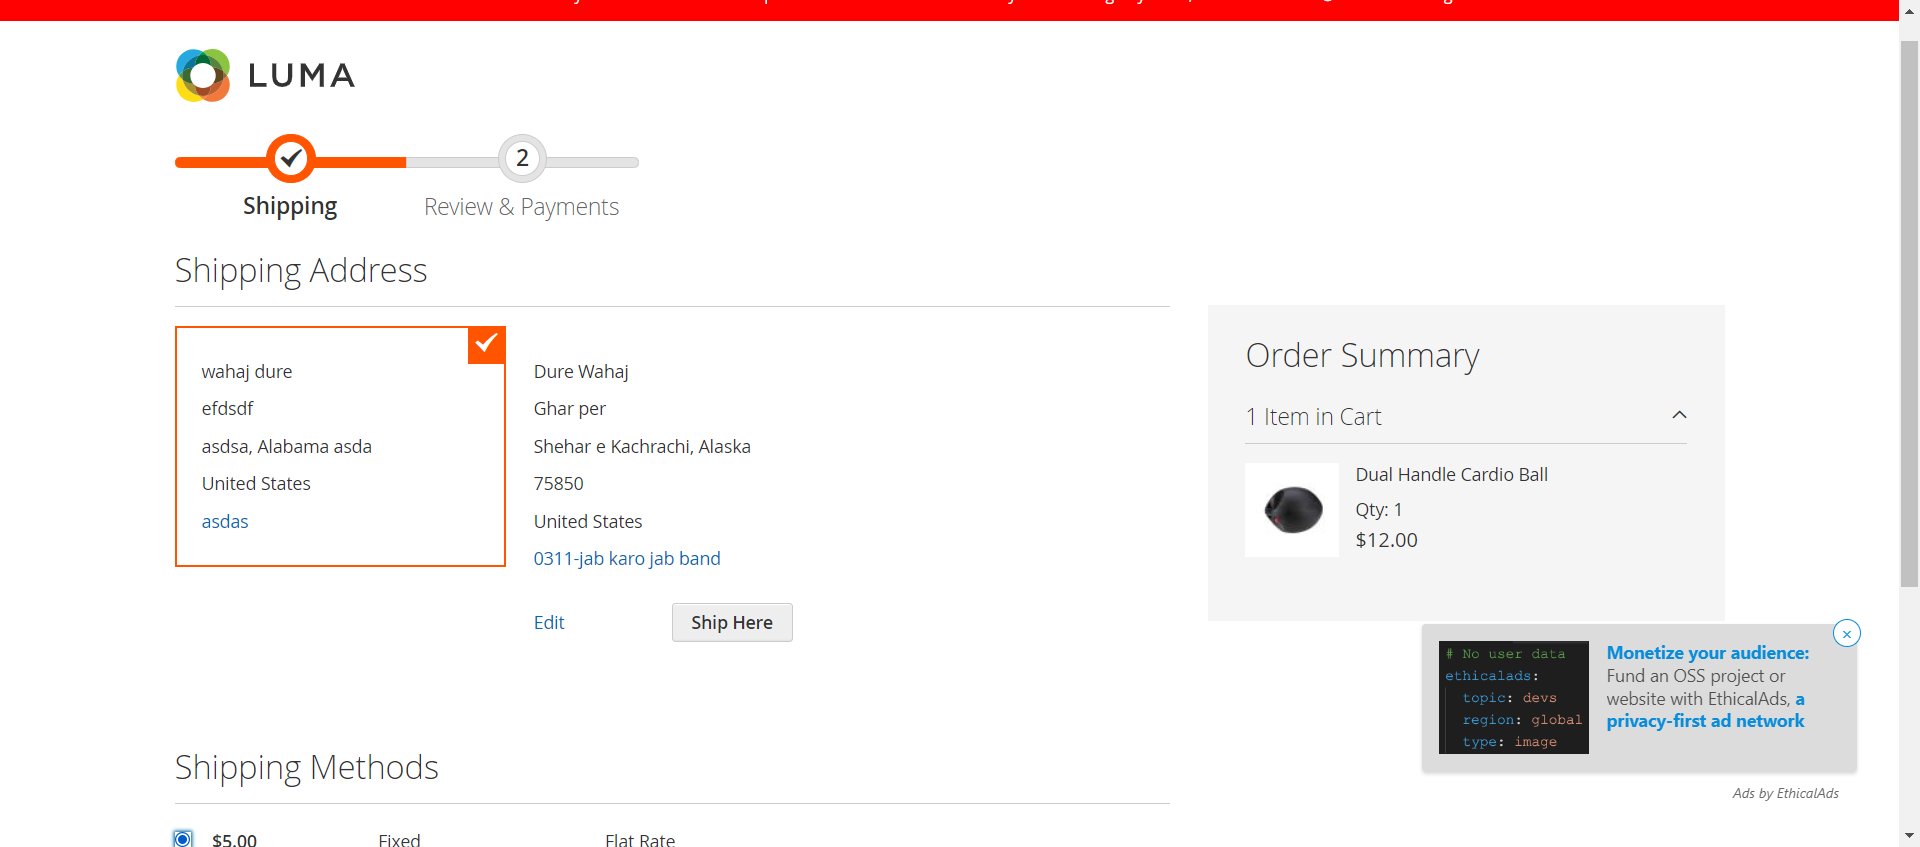 LUMA
2
Shipping
Review & Payments
Shipping Address
wahaj dure
efdsdf
asdsa, Alabama asda
United States
asdas
Dure Wahaj
Ghar per
Shehar e Kachrachi, Alaska
75850
United States
0311-jab karo jab band
Edit
Ship Here
Order Summary
1 Item in Cart
Dual Handle Cardio Ball
Qty: 1
$12.00
# No user data
ethicalads:
topic: devs
region: global
type: image
Monetize your audience:
Fund an OSS project or
website with EthicalAds, a
privacy-first ad network
Ads by EthicalAds
Shipping Methods
$5.00 Fixed Flat Rate